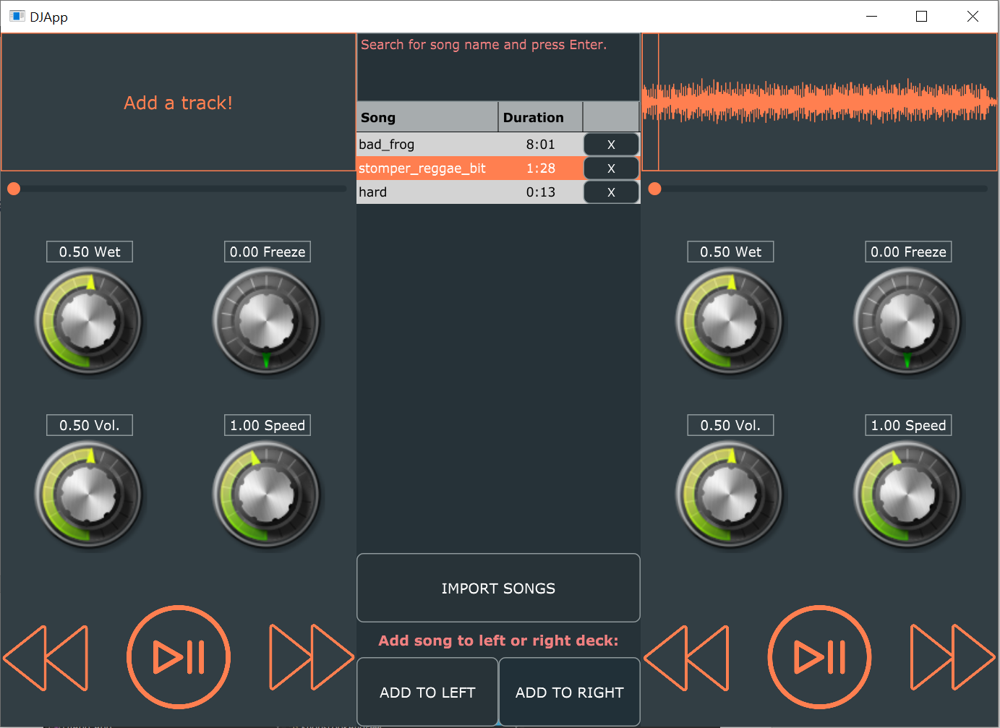 DJApp
Add a track!
Search for song name and press Enter.
Song Duration
bad_frog 8:01 X
stomper_reggae_bit 1:28 X
hard 0:13 X
0.50 Wet 0.00 Freeze
0.50 Vol. 1.00 Speed
IMPORT SONGS
Add song to left or right deck:
ADD TO LEFT ADD TO RIGHT
0.50 Wet 0.00 Freeze
0.50 Vol. 1.00 Speed